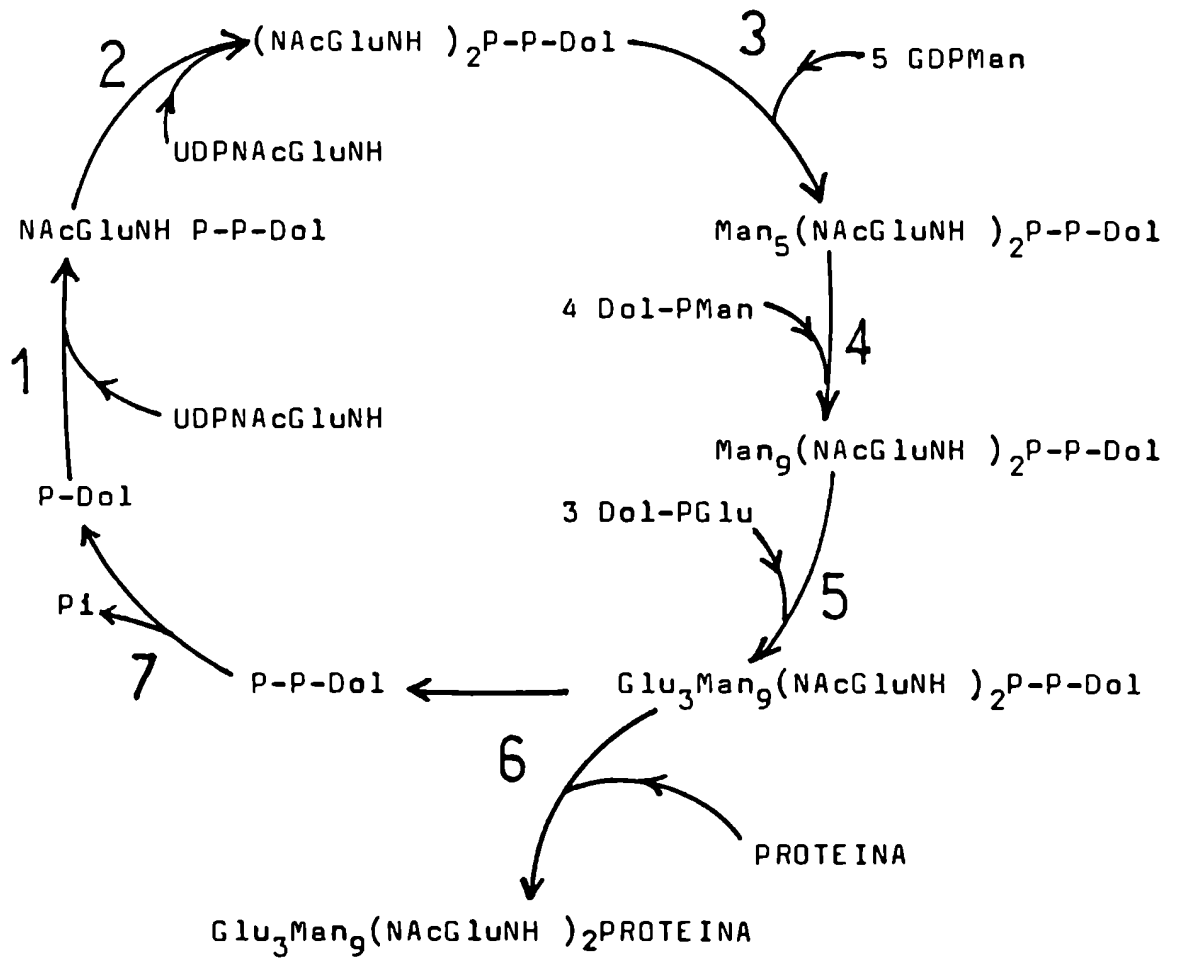 2 (NAcGluNH )₂P-P-Dol 3
5 GDPMan
UDPNAcGluNH
NAcGluNH P-P-Dol
Man₅(NAcGluNH )₂P-P-Dol
4 Dol-PMan
4
1
UDPNAcGluNH
Man₉(NAcGluNH )₂P-P-Dol
P-Dol
3 Dol-PGlu
5
Pi
7
P-P-Dol
Glu₃Man₉(NAcGluNH )₂P-P-Dol
6
PROTEINA
Glu₃Man₉(NAcGluNH )₂PROTEINA